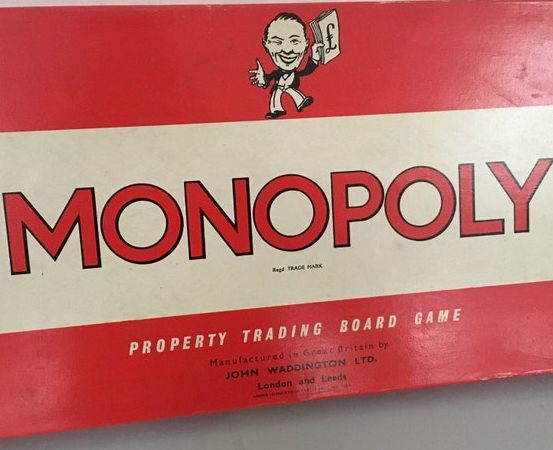 £
MONOPOLY
Regd TRADE MARK
PROPERTY TRADING BOARD GAME
Manufactured in Great Britain by
JOHN WADDINGTON LTD.
London and Leeds